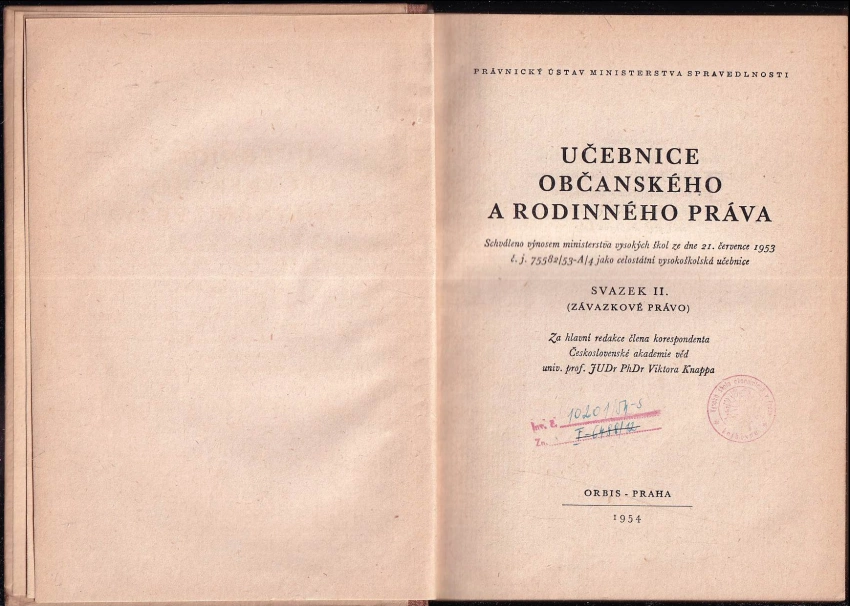 PRÁVNICKÝ ÚSTAV MINISTERSTVA SPRAVEDLNOSTI
UČEBNICE
OBČANSKÉHO
A RODINNÉHO PRÁVA
Schváleno výnosem ministerstva vysokých škol ze dne 21. července 1953
č. j. 75582/53-A/4 jako celostátní vysokoškolská učebnice
SVAZEK II.
(ZÁVAZKOVÉ PRÁVO)
Za hlavní redakce člena korespondenta
Československé akademie věd
univ. prof. JUDr PhDr Viktora Knappa
Inv. č.
Zn.
ORBIS - PRAHA
1954